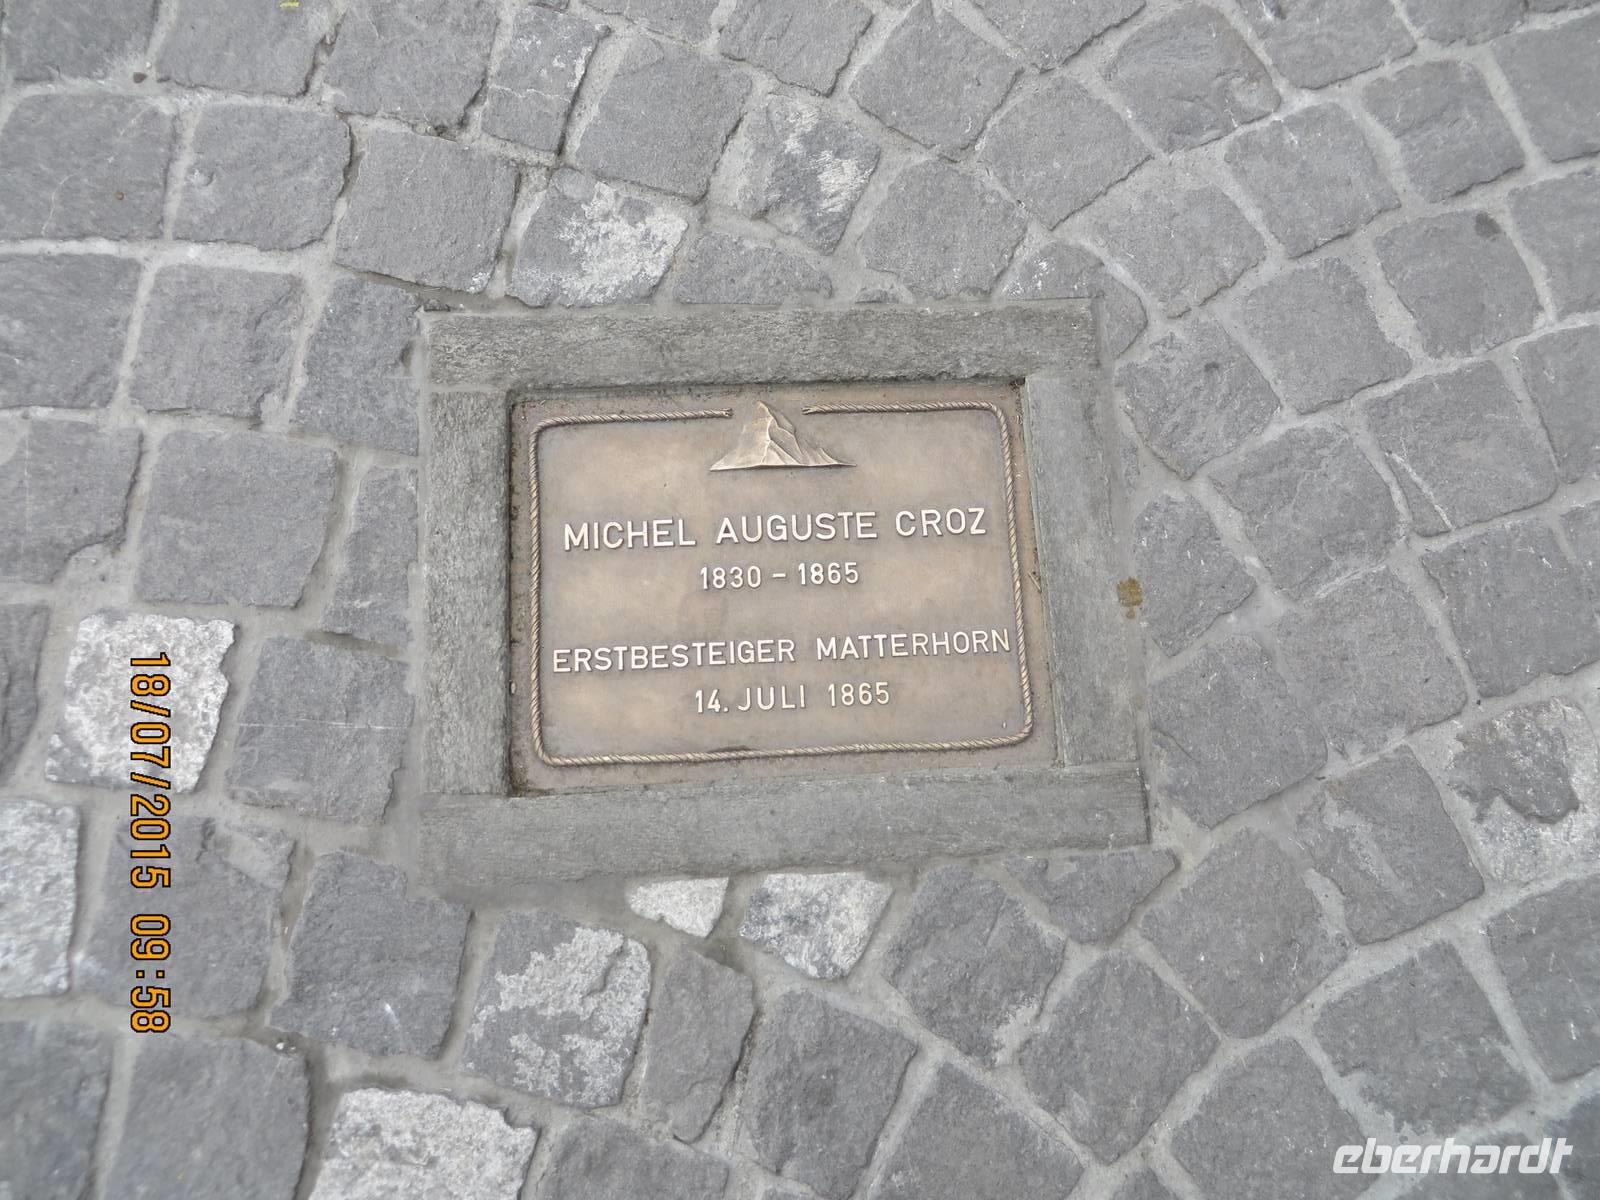 MICHEL AUGUSTE CROZ
1830 - 1865
ERSTBESTEIGER MATTERHORN
14. JULI 1865
18/07/2015 09:58
eberhardt